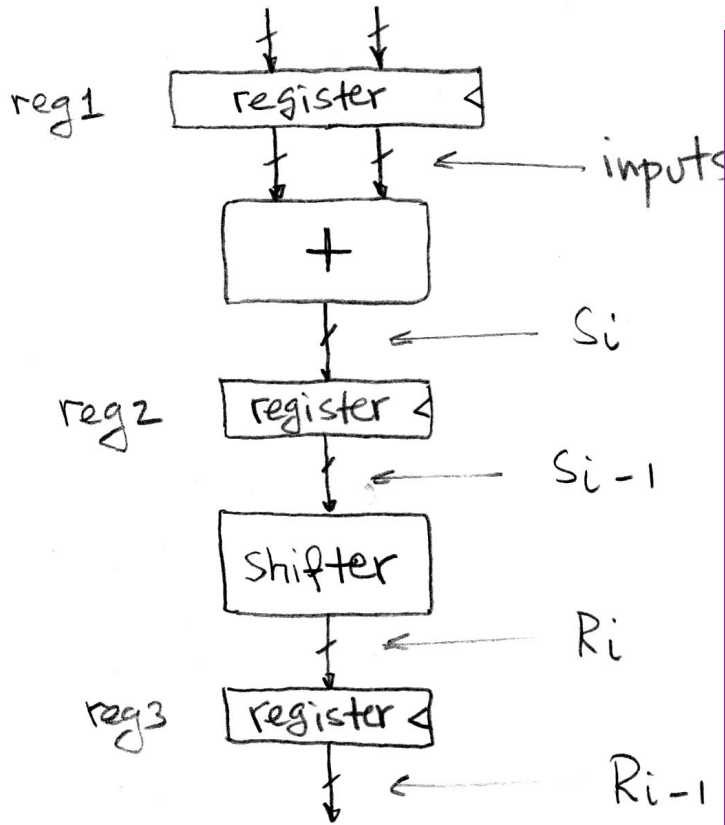 reg1 register
inputs
+
Si
reg2 register
Si-1
Shifter
Ri
reg3 register
Ri-1